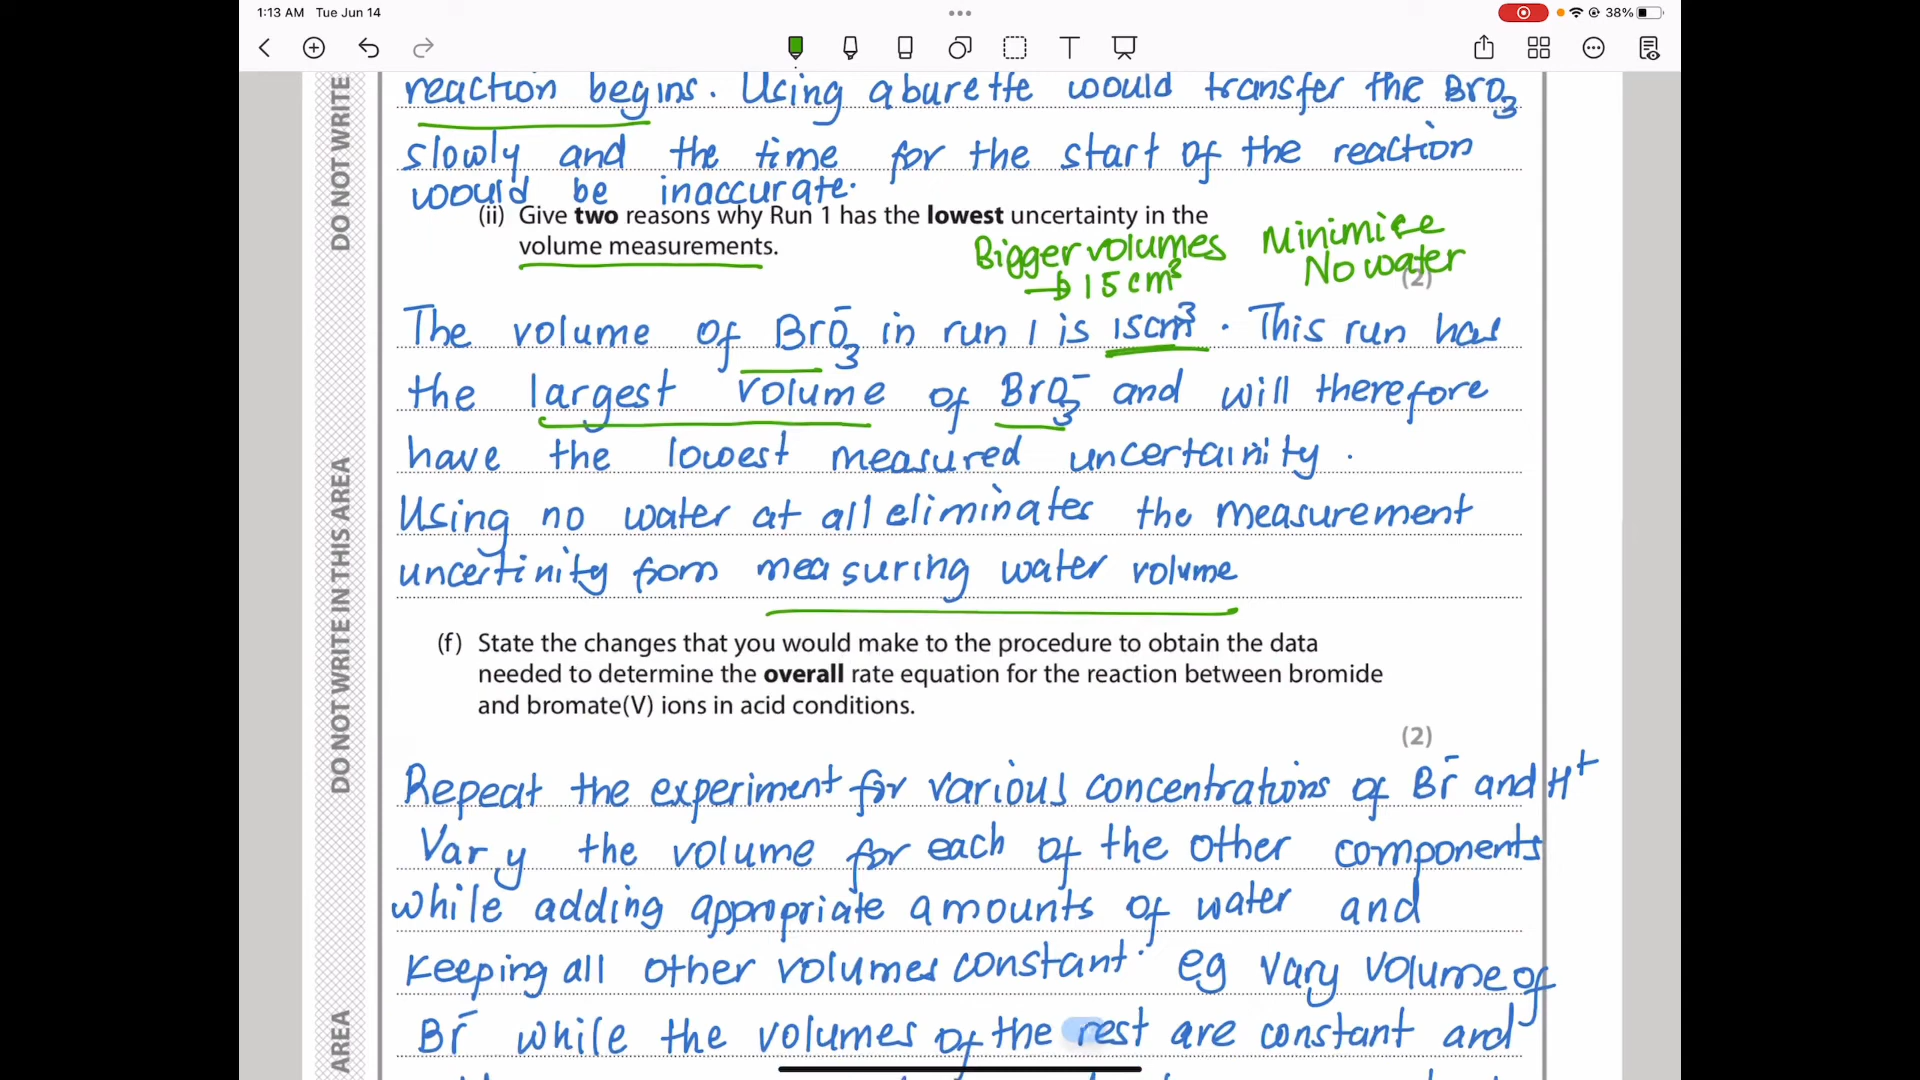 1:13 AM Tue Jun 14
38%
DO NOT WRITE
reaction begins. Using a burette would transfer the BrO3
slowly and the time for the start of the reaction
would be inaccurate.
(ii) Give two reasons why Run 1 has the lowest uncertainty in the
volume measurements.
Bigger volumes
→ 15cm³
Minimise
No water
(2)
The volume of BrO3⁻ in run 1 is 15cm³. This run has
the largest volume of BrO3⁻ and will therefore
have the lowest measured uncertainity.
Using no water at all eliminates the measurement
uncertinity from measuring water volume
DO NOT WRITE IN THIS AREA
(f) State the changes that you would make to the procedure to obtain the data
needed to determine the overall rate equation for the reaction between bromide
and bromate(V) ions in acid conditions.
(2)
Repeat the experiment for various concentrations of Br⁻ and H⁺
Vary the volume for each of the other components
while adding appropriate amounts of water and
Keeping all other volumes constant. eg vary volume of
Br⁻ while the volumes of the rest are constant and
AREA